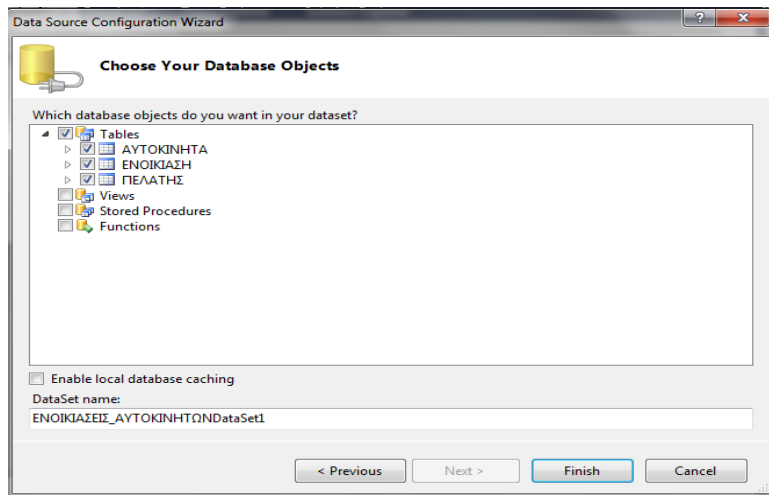 Data Source Configuration Wizard
?
Choose Your Database Objects
Which database objects do you want in your dataset?
Tables
ΑΥΤΟΚΙΝΗΤΑ
ΕΝΟΙΚΙΑΣΗ
ΠΕΛΑΤΗΣ
Views
Stored Procedures
Functions
Enable local database caching
DataSet name:
ΕΝΟΙΚΙΑΣΕΙΣ_ΑΥΤΟΚΙΝΗΤΩΝDataSet1
< Previous
Next >
Finish
Cancel